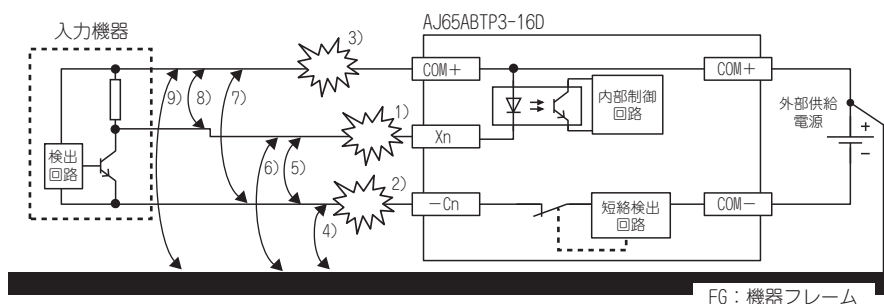 AJ65ABTP3-16D
入力機器
3)
COM+
COM+
9)
8)
7)
内部制御
回路
外部供給
電源
1)
Xn
+
−
検出
回路
6)
5)
2)
−Cn
短絡検出
回路
COM−
4)
FG：機器フレーム